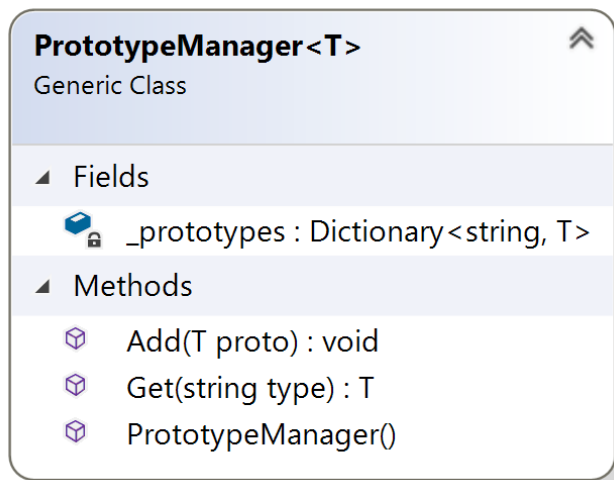 PrototypeManager<T>
Generic Class
Fields
_prototypes : Dictionary<string, T>
Methods
Add(T proto) : void
Get(string type) : T
PrototypeManager()